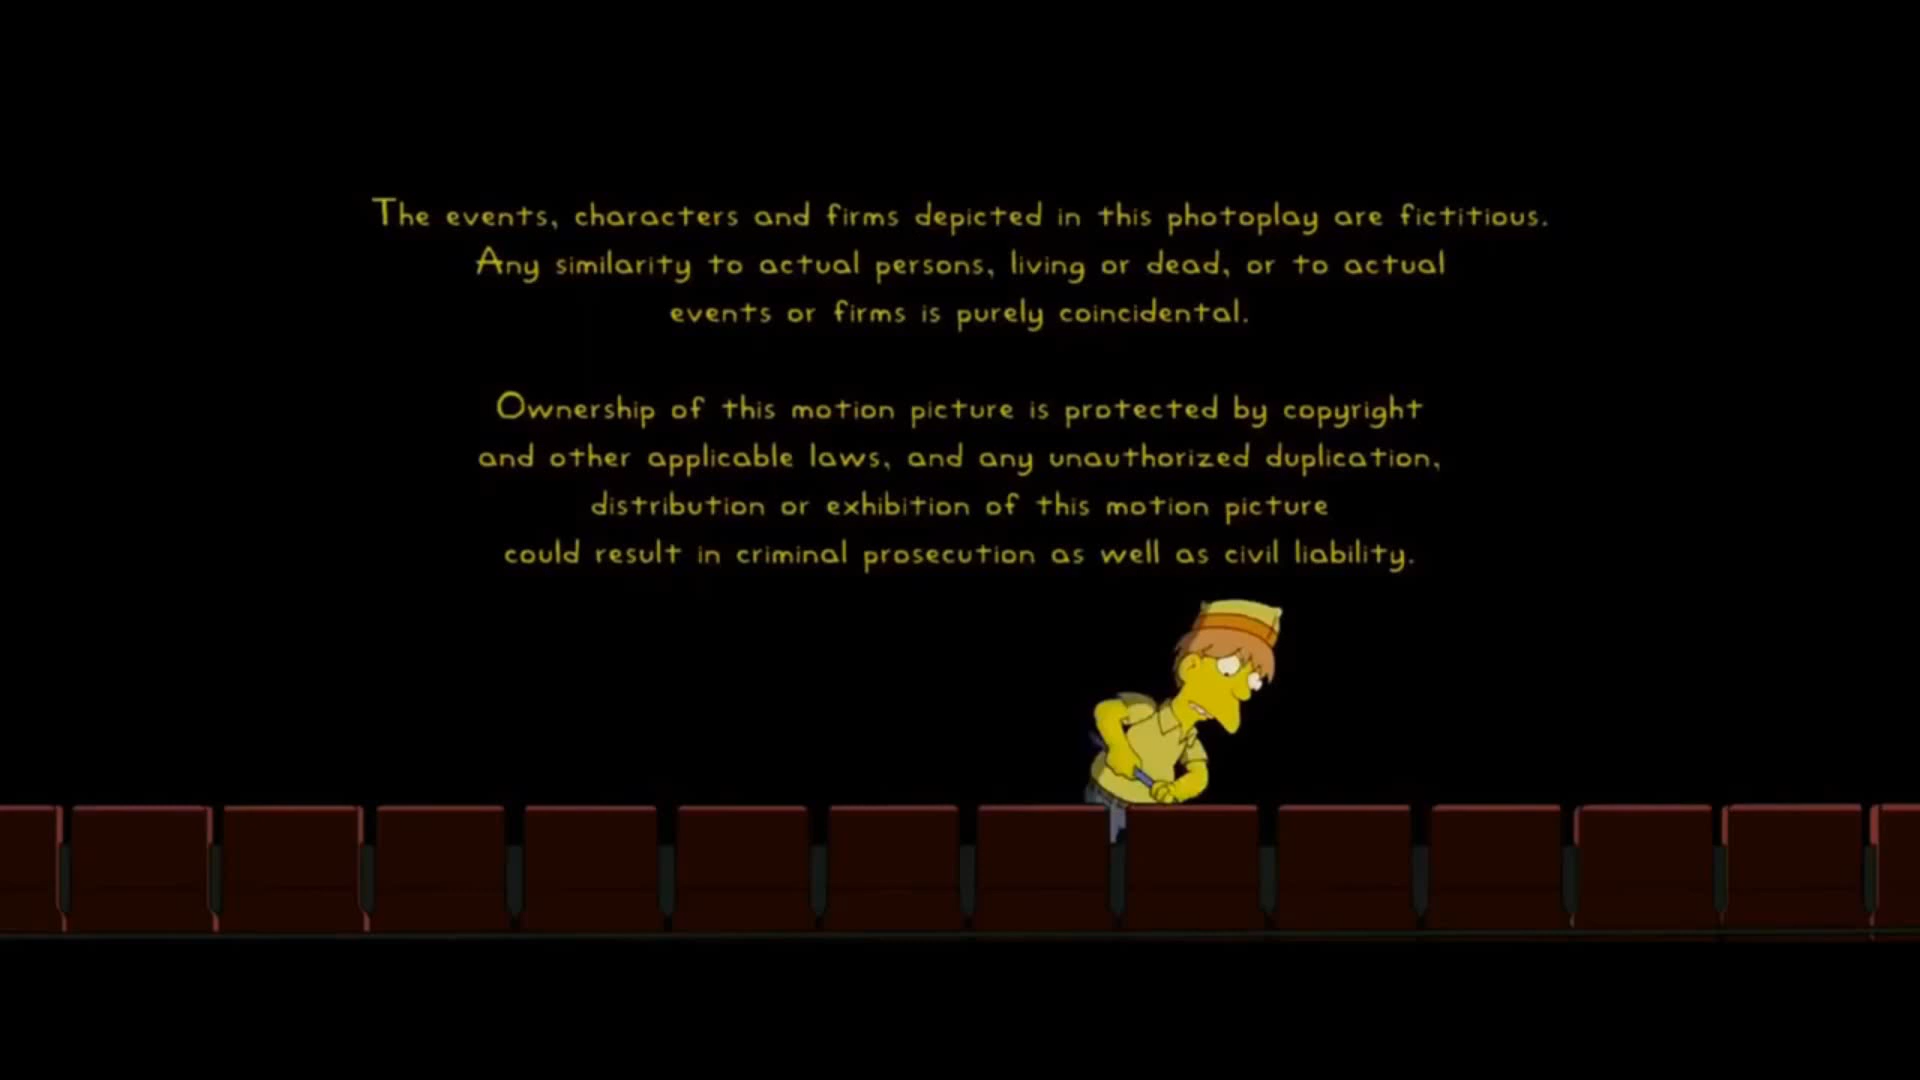 The events, characters and firms depicted in this photoplay are fictitious.
Any similarity to actual persons, living or dead, or to actual
events or firms is purely coincidental.
Ownership of this motion picture is protected by copyright
and other applicable laws, and any unauthorized duplication,
distribution or exhibition of this motion picture
could result in criminal prosecution as well as civil liability.